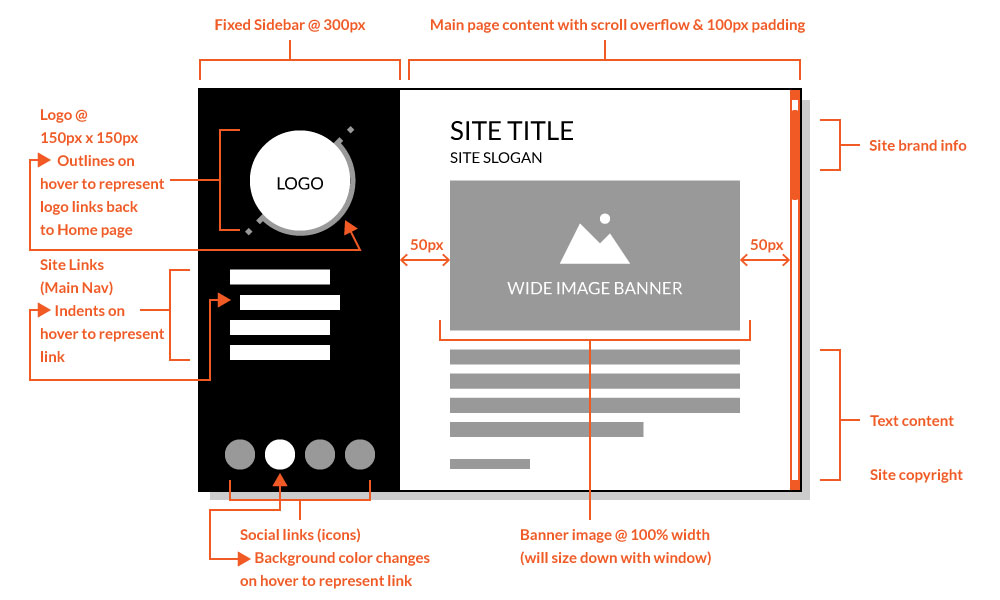 Fixed Sidebar @ 300px
Main page content with scroll overflow & 100px padding
Logo @
150px x 150px
Outlines on
hover to represent
logo links back
to Home page
LOGO
SITE TITLE
SITE SLOGAN
Site brand info
50px
50px
WIDE IMAGE BANNER
Site Links
(Main Nav)
Indents on
hover to represent
link
Text content
Site copyright
Social links (icons)
Background color changes
on hover to represent link
Banner image @ 100% width
(will size down with window)